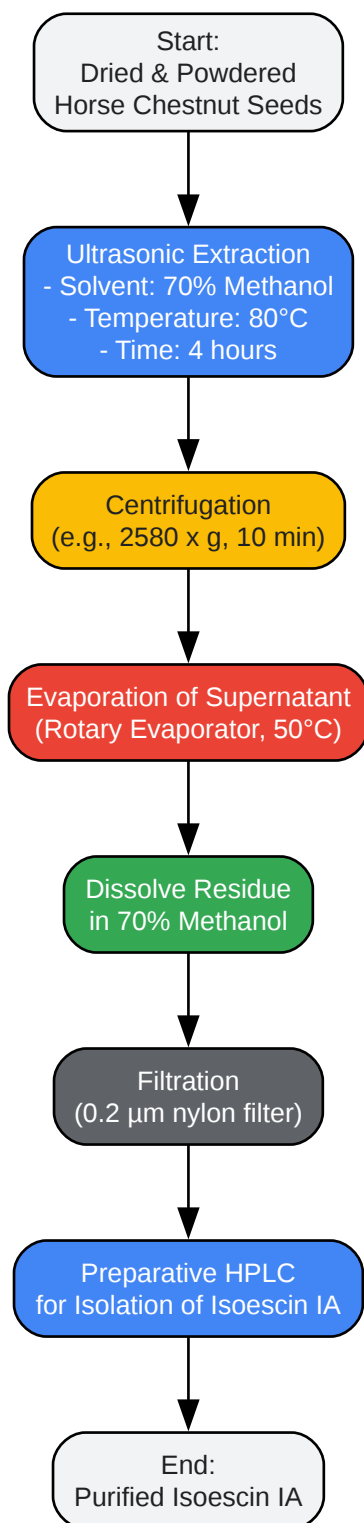 Start:
Dried & Powdered
Horse Chestnut Seeds
Ultrasonic Extraction
- Solvent: 70% Methanol
- Temperature: 80°C
- Time: 4 hours
Centrifugation
(e.g., 2580 x g, 10 min)
Evaporation of Supernatant
(Rotary Evaporator, 50°C)
Dissolve Residue
in 70% Methanol
Filtration
(0.2 µm nylon filter)
Preparative HPLC
for Isolation of Isoescin IA
End:
Purified Isoescin IA